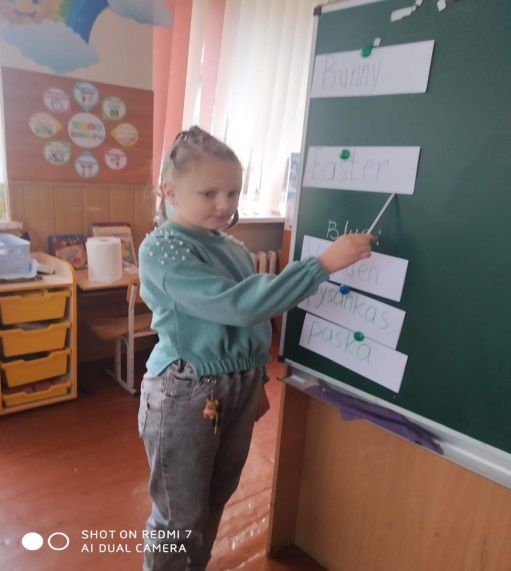 Bunny
Easter
pysankas
paska
SHOT ON REDMI 7
AI DUAL CAMERA